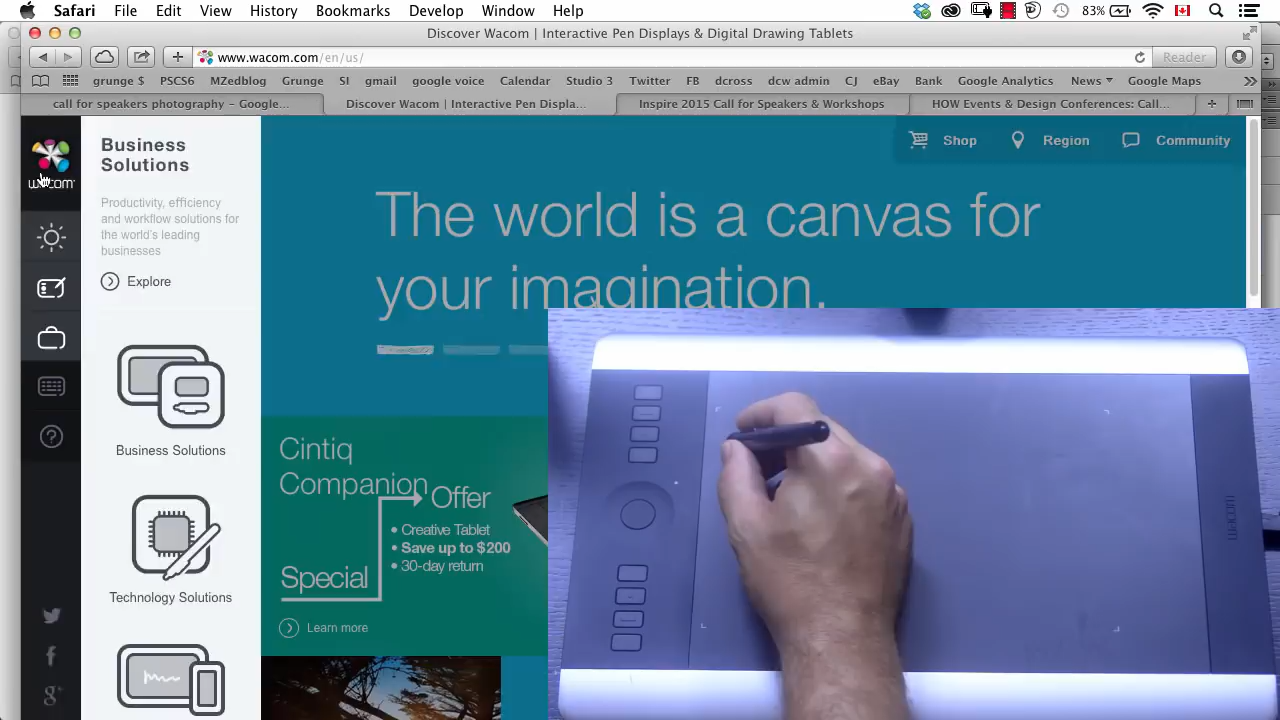 Safari File Edit View History Bookmarks Develop Window Help 83%
Discover Wacom | Interactive Pen Displays & Digital Drawing Tablets
www.wacom.com/en/us/ Reader
grunge $ PSCS6 MZedblog Grunge SI gmail google voice Calendar Studio 3 Twitter FB dcross dcw admin CJ eBay Bank Google Analytics News Google Maps
call for speakers photography – Google... Discover Wacom | Interactive Pen Displa... Inspire 2015 Call for Speakers & Workshops HOW Events & Design Conferences: Call...
wacom
Business
Solutions
Productivity, efficiency
and workflow solutions for
the world's leading
businesses
Explore
Business Solutions
Technology Solutions
Shop Region Community
The world is a canvas for
your imagination.
Cintiq
Companion
Offer
• Creative Tablet
• Save up to $200
• 30-day return
Special
Learn more
wacom